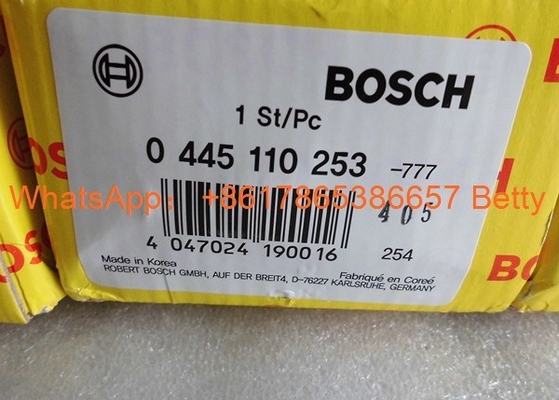 BOSCH
1 St/Pc
0 445 110 253 -777
WhatsApp: +8617865386657 Betty
405
4 047024 190016
254
Made in Korea
Fabriqué en Coreé
ROBERT BOSCH GMBH, AUF DER BREIT4, D-76227 KARLSRUHE, GERMANY
BOSCH